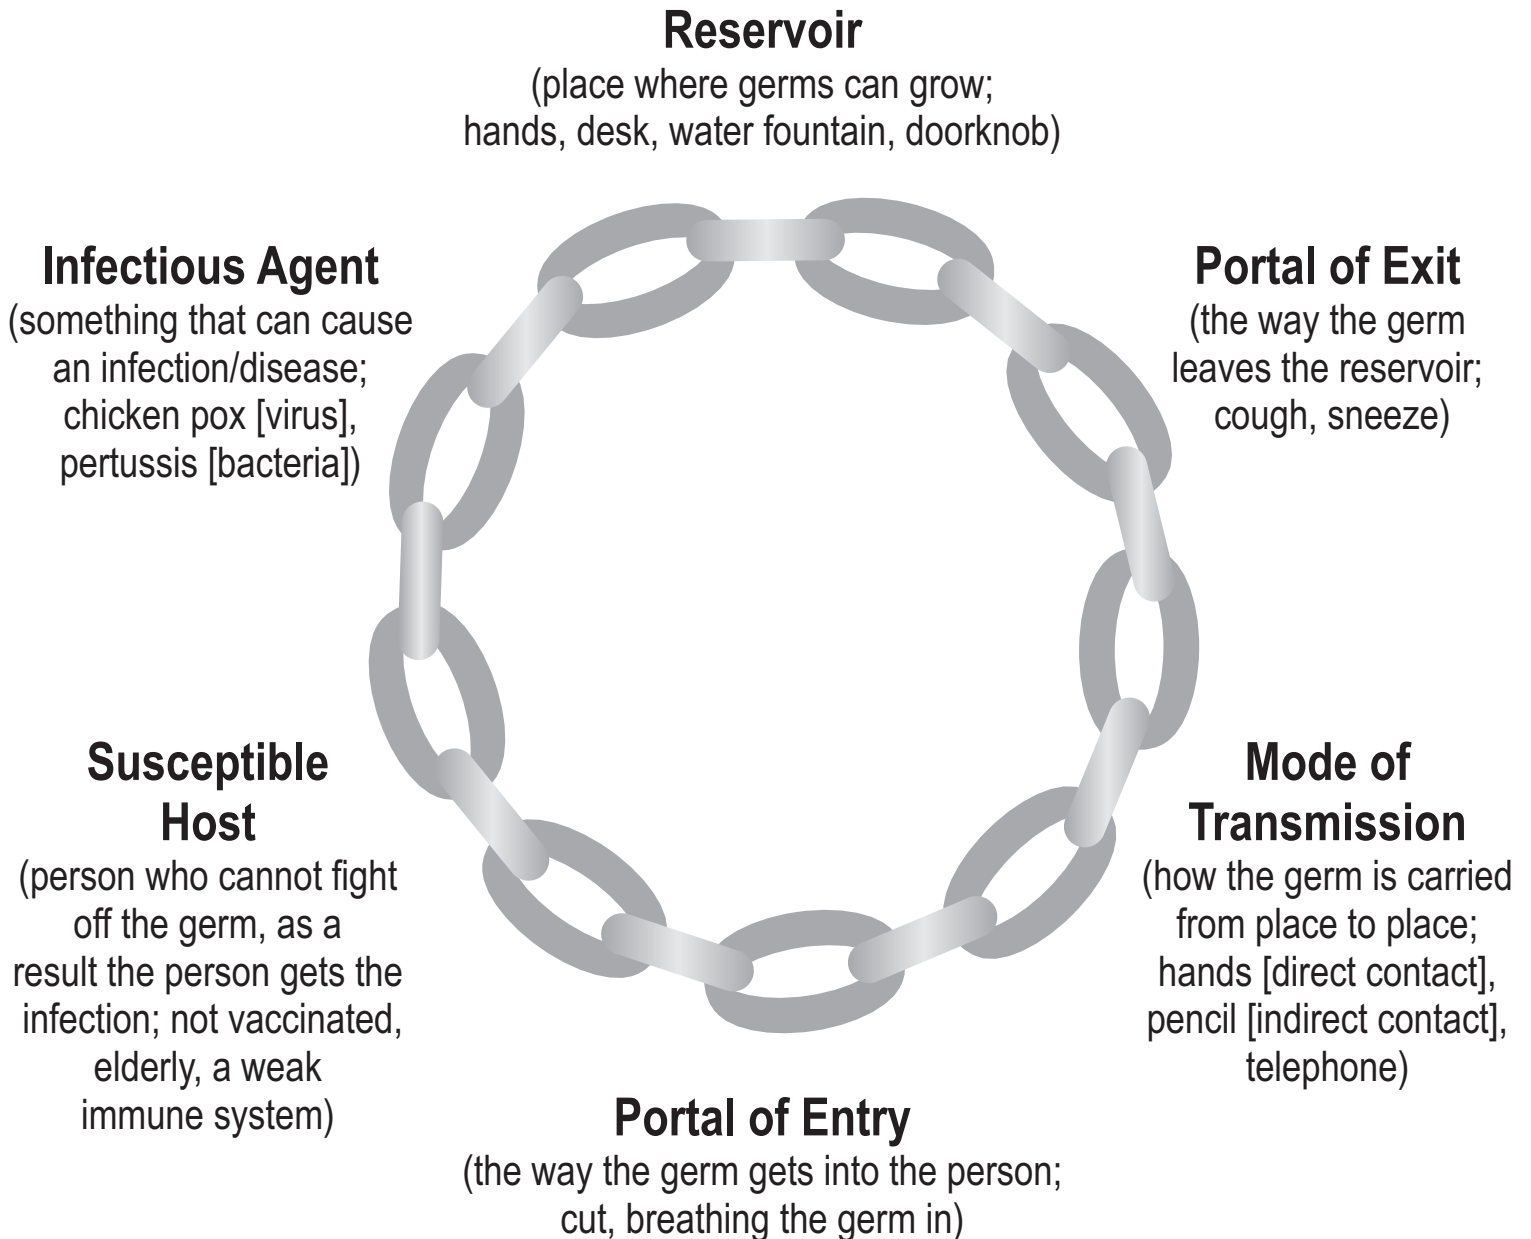 Reservoir
(place where germs can grow;
hands, desk, water fountain, doorknob)
Infectious Agent
(something that can cause
an infection/disease;
chicken pox [virus],
pertussis [bacteria])
Portal of Exit
(the way the germ
leaves the reservoir;
cough, sneeze)
Susceptible
Host
(person who cannot fight
off the germ, as a
result the person gets the
infection; not vaccinated,
elderly, a weak
immune system)
Mode of
Transmission
(how the germ is carried
from place to place;
hands [direct contact],
pencil [indirect contact],
telephone)
Portal of Entry
(the way the germ gets into the person;
cut, breathing the germ in)